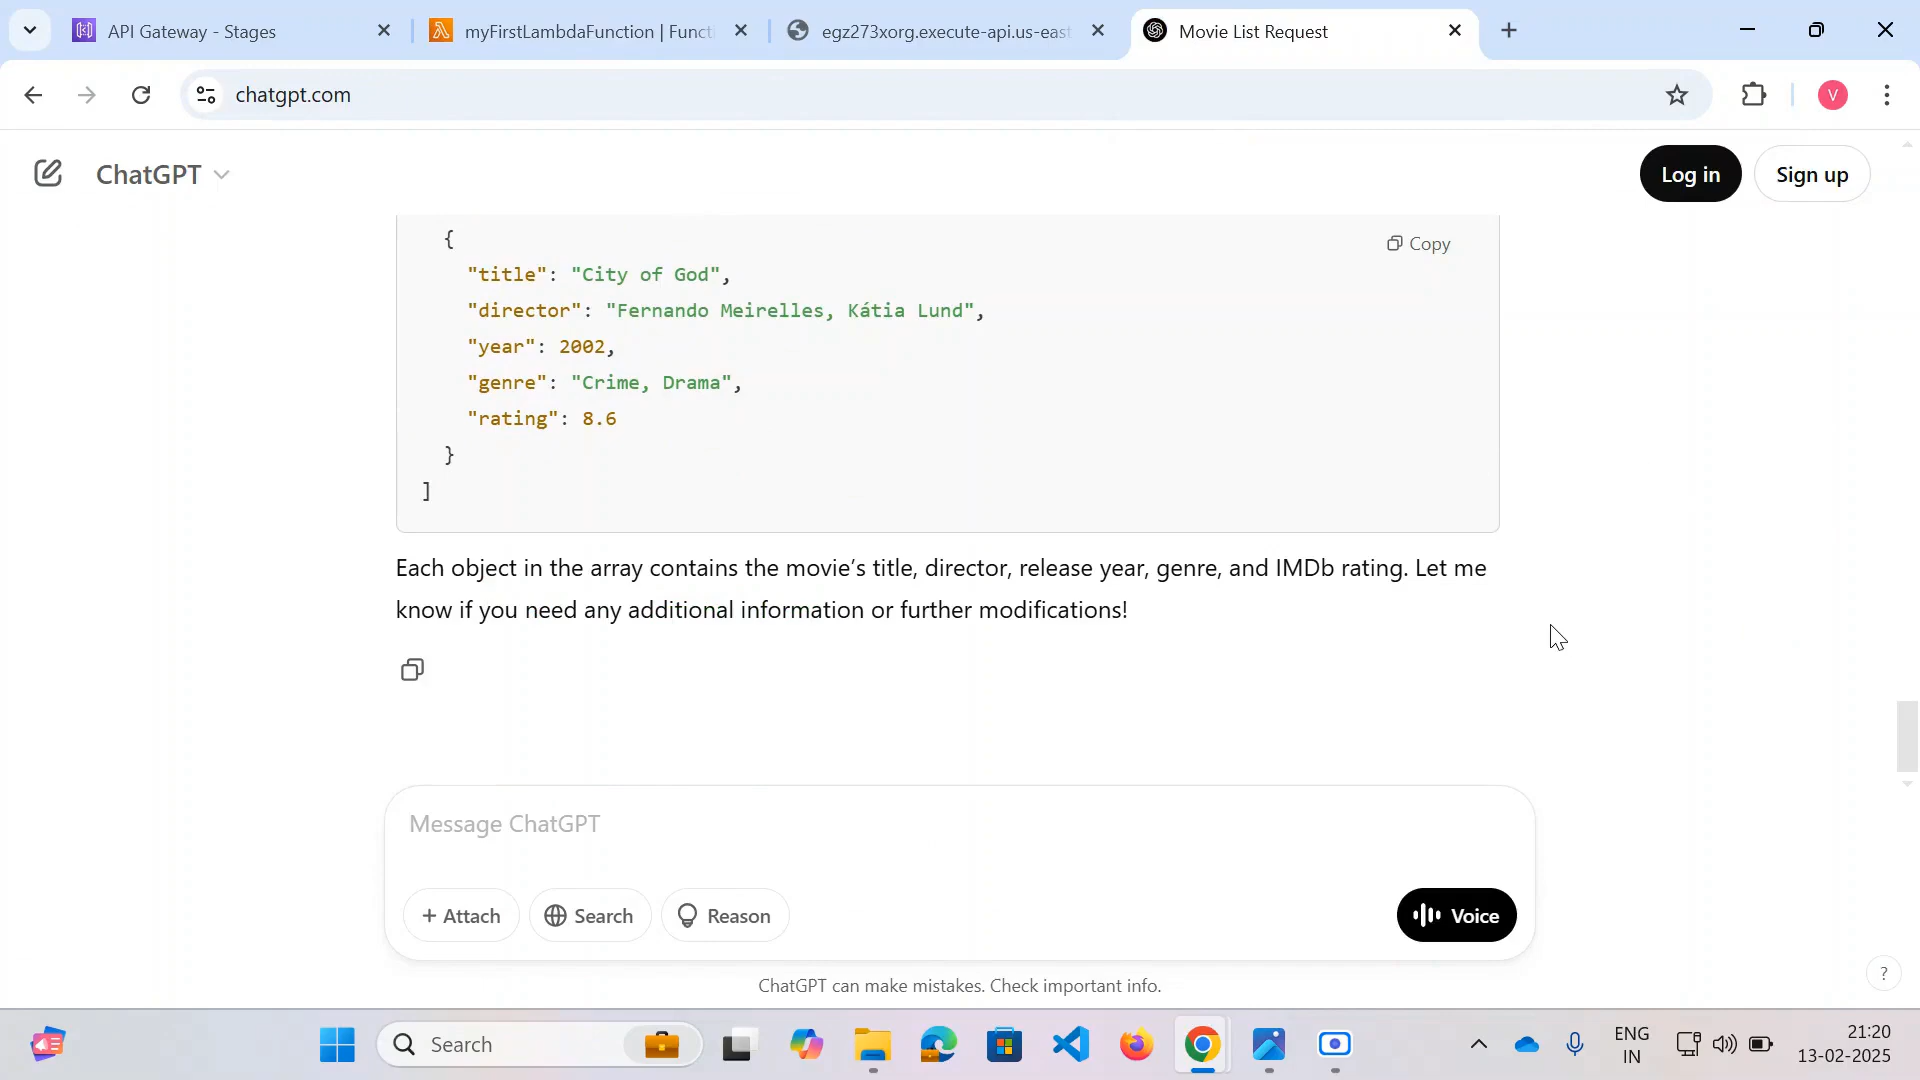 API Gateway - Stages
myFirstLambdaFunction | Functi
egz273xorg.execute-api.us-east
Movie List Request
chatgpt.com
V
ChatGPT
Log in
Sign up
{
Copy
"title": "City of God",
"director": "Fernando Meirelles, Kátia Lund",
"year": 2002,
"genre": "Crime, Drama",
"rating": 8.6
}
]
Each object in the array contains the movie’s title, director, release year, genre, and IMDb rating. Let me
know if you need any additional information or further modifications!
Message ChatGPT
+ Attach
Search
Reason
Voice
ChatGPT can make mistakes. Check important info.
?
Search
ENG
IN
21:20
13-02-2025